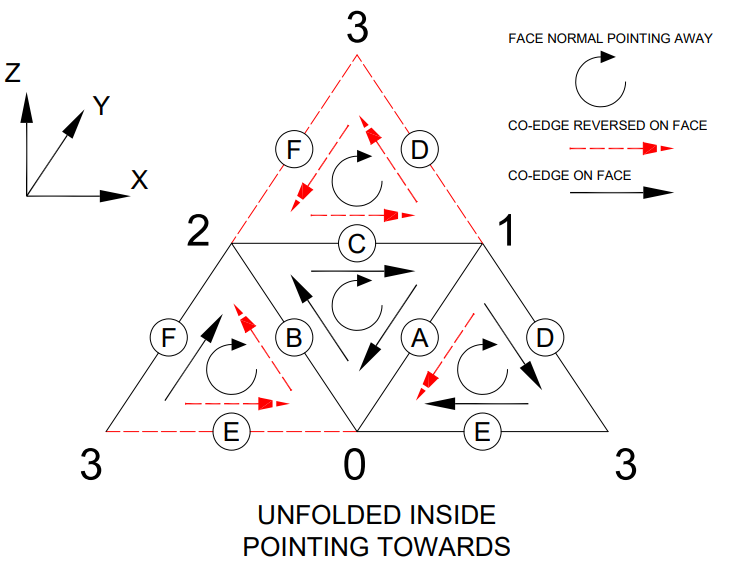 3
FACE NORMAL POINTING AWAY
Z
Y
X
CO-EDGE REVERSED ON FACE
F
D
CO-EDGE ON FACE
2
C
1
F
B
A
D
E
E
3
0
3
UNFOLDED INSIDE
POINTING TOWARDS